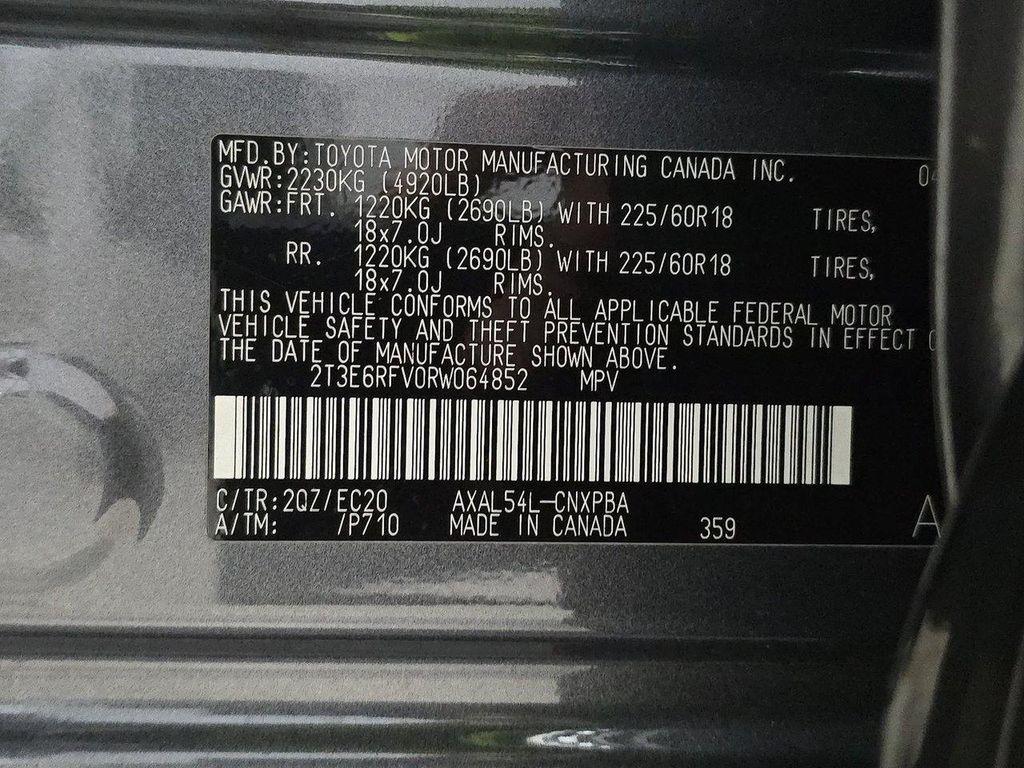 MFD.BY:TOYOTA MOTOR MANUFACTURING CANADA INC. 0
GVWR:2230KG (4920LB)
GAWR:FRT. 1220KG (2690LB) WITH 225/60R18 TIRES,
18x7.0J RIMS.
RR. 1220KG (2690LB) WITH 225/60R18 TIRES,
18x7.0J RIMS.
THIS VEHICLE CONFORMS TO ALL APPLICABLE FEDERAL MOTOR
VEHICLE SAFETY AND THEFT PREVENTION STANDARDS IN EFFECT
THE DATE OF MANUFACTURE SHOWN ABOVE.
2T3E6RFV0RW064852 MPV
C/TR:2QZ/EC20 AXAL54L-CNXPBA
A/TM: /P710 MADE IN CANADA 359 A